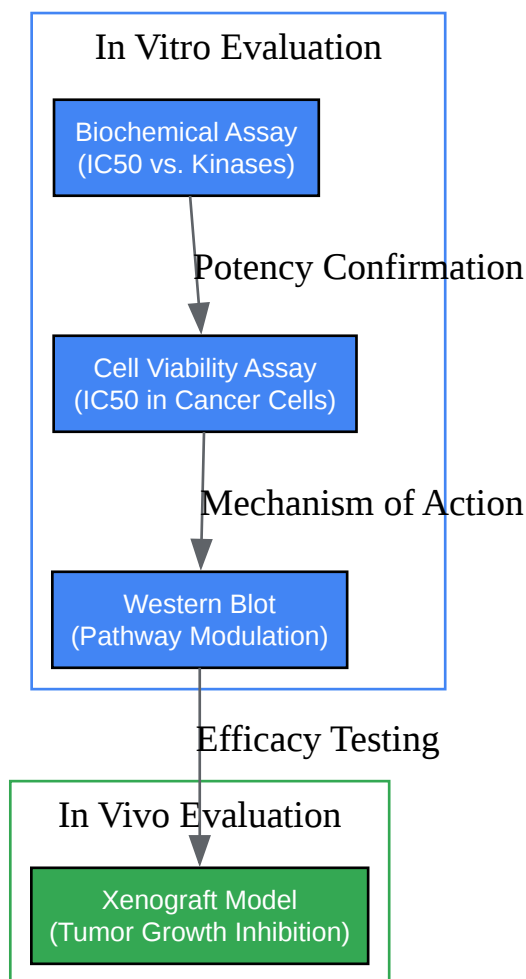 In Vitro Evaluation
Biochemical Assay
(IC50 vs. Kinases)
Potency Confirmation
Cell Viability Assay
(IC50 in Cancer Cells)
Mechanism of Action
Western Blot
(Pathway Modulation)
Efficacy Testing
In Vivo Evaluation
Xenograft Model
(Tumor Growth Inhibition)